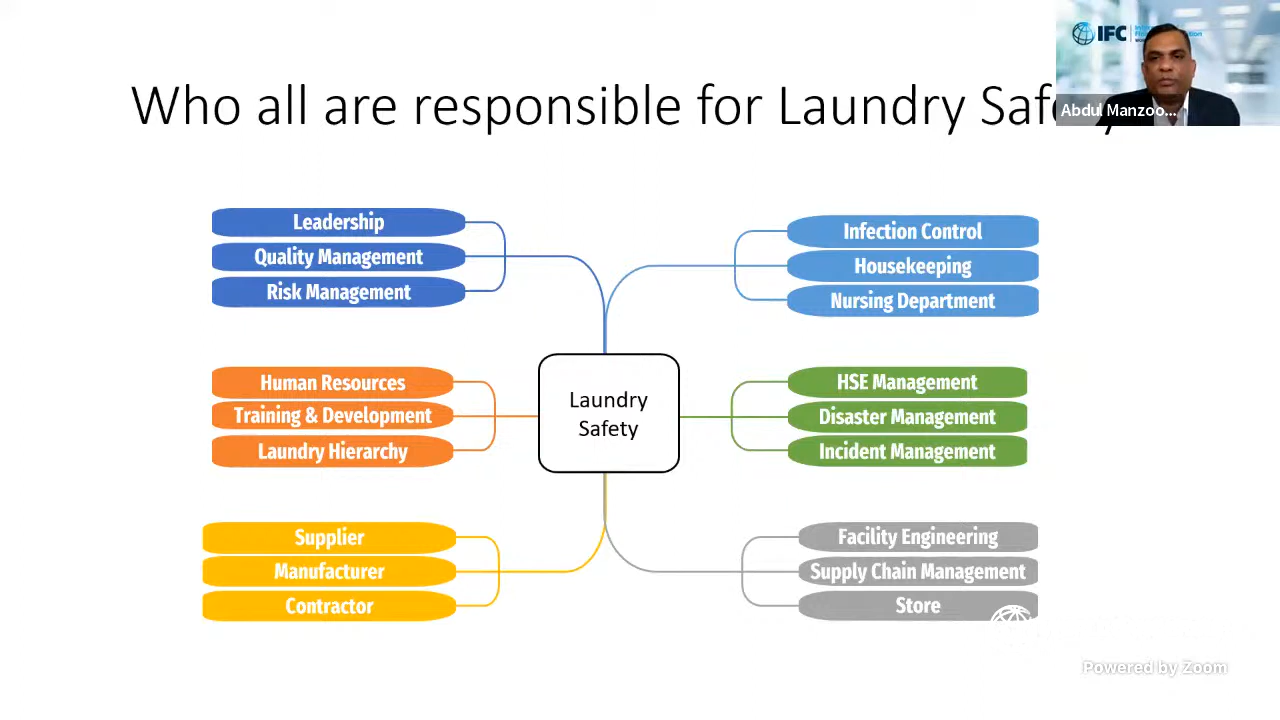 IFC
Abdul Manzoo...
Who all are responsible for Laundry
Leadership
Quality Management
Risk Management
Infection Control
Housekeeping
Nursing Department
Human Resources
Training & Development
Laundry Hierarchy
Laundry
Safety
HSE Management
Disaster Management
Incident Management
Supplier
Manufacturer
Contractor
Facility Engineering
Supply Chain Management
Store
Powered by Zoom